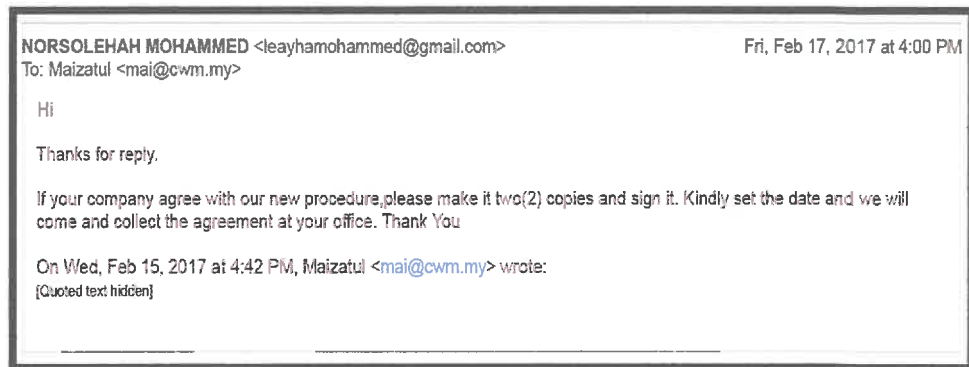 NORSOLEHAH MOHAMMED <leayhamohammed@gmail.com>
Fri, Feb 17, 2017 at 4:00 PM
To: Maizatul <mai@cwm.my>
Hi
Thanks for reply.
If your company agree with our new procedure,please make it two(2) copies and sign it. Kindly set the date and we will
come and collect the agreement at your office. Thank You
On Wed, Feb 15, 2017 at 4:42 PM, Maizatul <mai@cwm.my> wrote:
[Quoted text hidden]